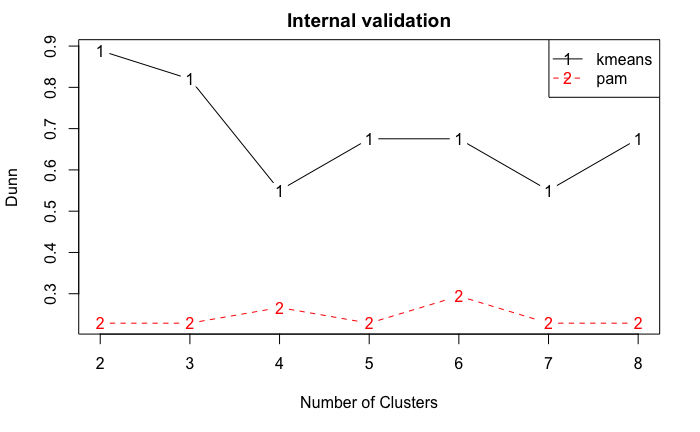 Internal validation
1 kmeans
2 pam
Dunn
0.9
0.8
0.7
0.6
0.5
0.4
0.3
1 1 1 1 1 1 1
2 2 2 2 2 2 2
2 3 4 5 6 7 8
Number of Clusters